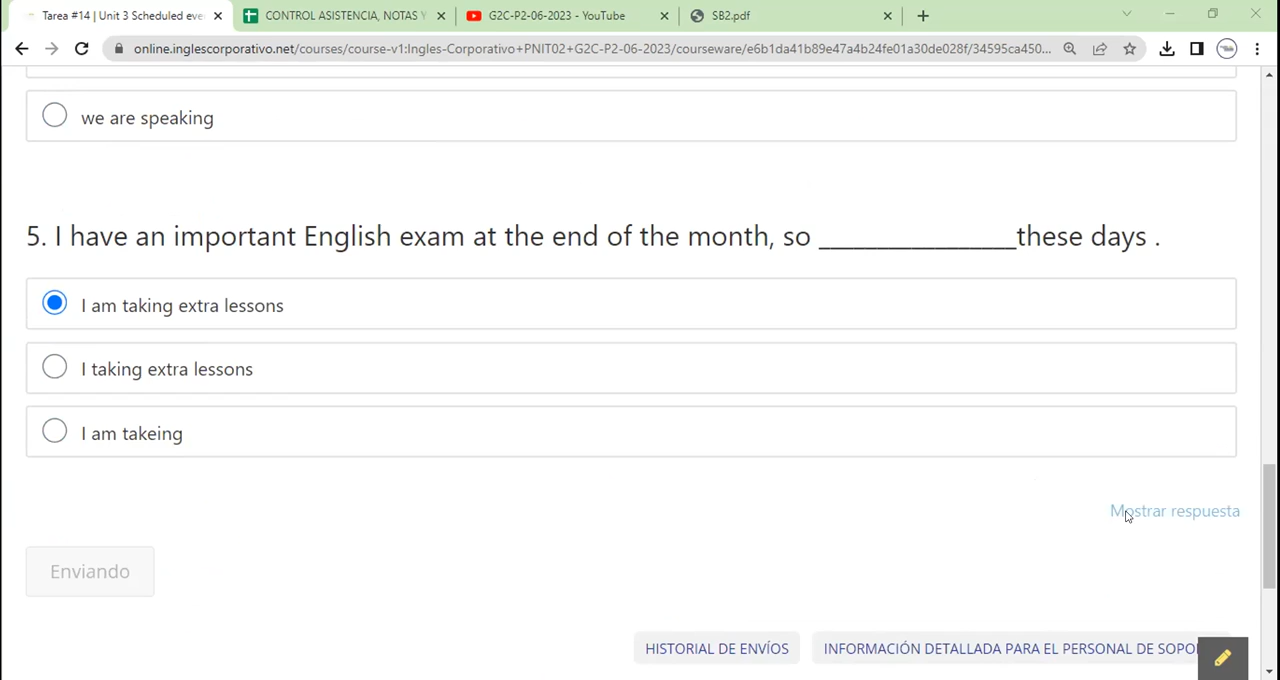 Tarea #14 | Unit 3 Scheduled eve
CONTROL ASISTENCIA, NOTAS Y
G2C-P2-06-2023 - YouTube
SB2.pdf
online.inglescorporativo.net/courses/course-v1:Ingles-Corporativo+PNIT02+G2C-P2-06-2023/courseware/e6b1da41b89e47a4b24fe01a30de028f/34595ca450...
we are speaking
5. I have an important English exam at the end of the month, so ________________these days .
I am taking extra lessons
I taking extra lessons
I am takeing
Mostrar respuesta
Enviando
HISTORIAL DE ENVÍOS
INFORMACIÓN DETALLADA PARA EL PERSONAL DE SOPO